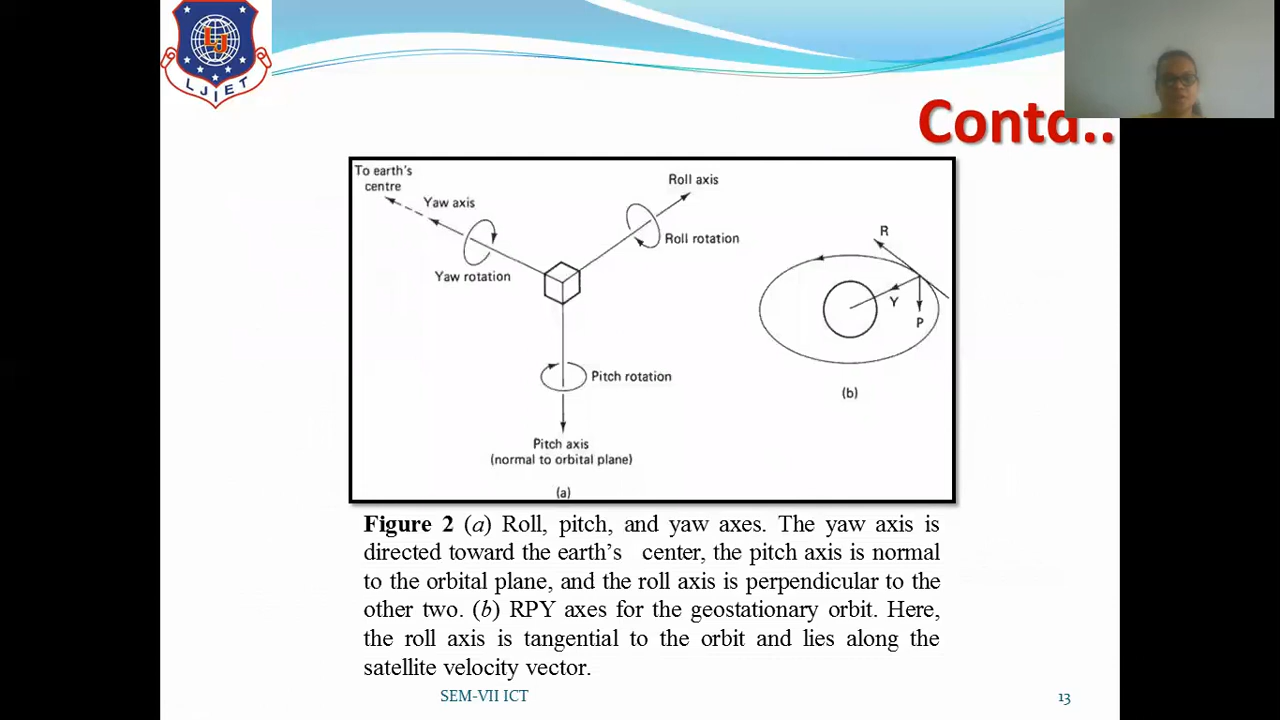 LJ
LJIET
Contd..
To earth's
centre
Yaw axis
Yaw rotation
Roll axis
Roll rotation
Pitch rotation
Pitch axis
(normal to orbital plane)
(a)
R
Y
P
(b)
Figure 2 (a) Roll, pitch, and yaw axes. The yaw axis is
directed toward the earth's center, the pitch axis is normal
to the orbital plane, and the roll axis is perpendicular to the
other two. (b) RPY axes for the geostationary orbit. Here,
the roll axis is tangential to the orbit and lies along the
satellite velocity vector.
SEM-VII ICT
13